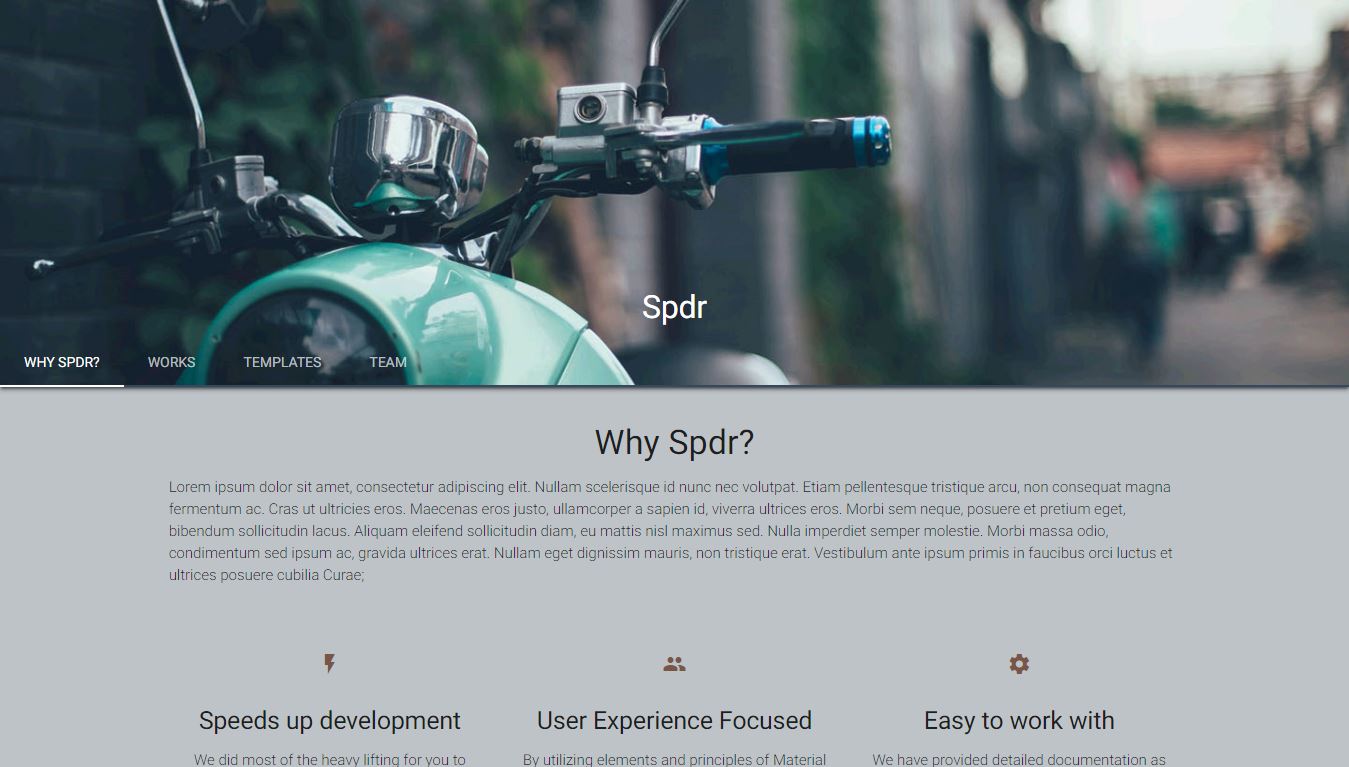 Spdr
WHY SPDR? WORKS TEMPLATES TEAM
Why Spdr?
Lorem ipsum dolor sit amet, consectetur adipiscing elit. Nullam scelerisque id nunc nec volutpat. Etiam pellentesque tristique arcu, non consequat magna
fermentum ac. Cras ut ultricies eros. Maecenas eros justo, ullamcorper a sapien id, viverra ultrices eros. Morbi sem neque, posuere et pretium eget,
bibendum sollicitudin lacus. Aliquam eleifend sollicitudin diam, eu mattis nisl maximus sed. Nulla imperdiet semper molestie. Morbi massa odio,
condimentum sed ipsum ac, gravida ultrices erat. Nullam eget dignissim mauris, non tristique erat. Vestibulum ante ipsum primis in faucibus orci luctus et
ultrices posuere cubilia Curae;
Speeds up development
We did most of the heavy lifting for you to
User Experience Focused
By utilizing elements and principles of Material
Easy to work with
We have provided detailed documentation as